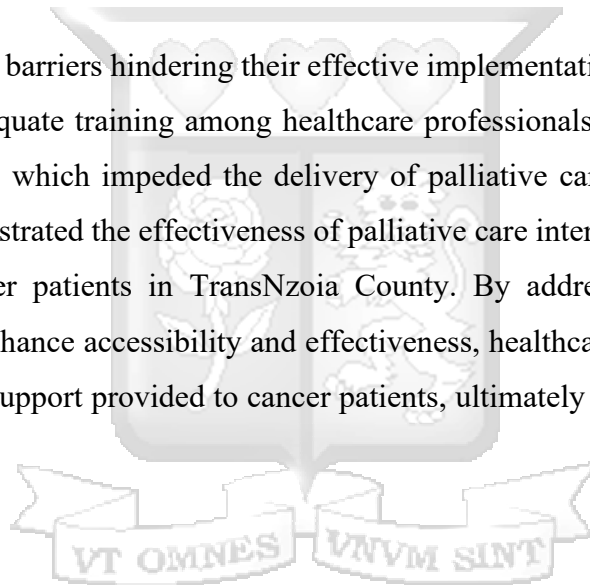 barriers hindering their effective implementati
quate training among healthcare professionals
which impeded the delivery of palliative car
strated the effectiveness of palliative care inter
er patients in TransNzoia County. By addre
hance accessibility and effectiveness, healthca
upport provided to cancer patients, ultimately
VT OMNES VNVM SINT